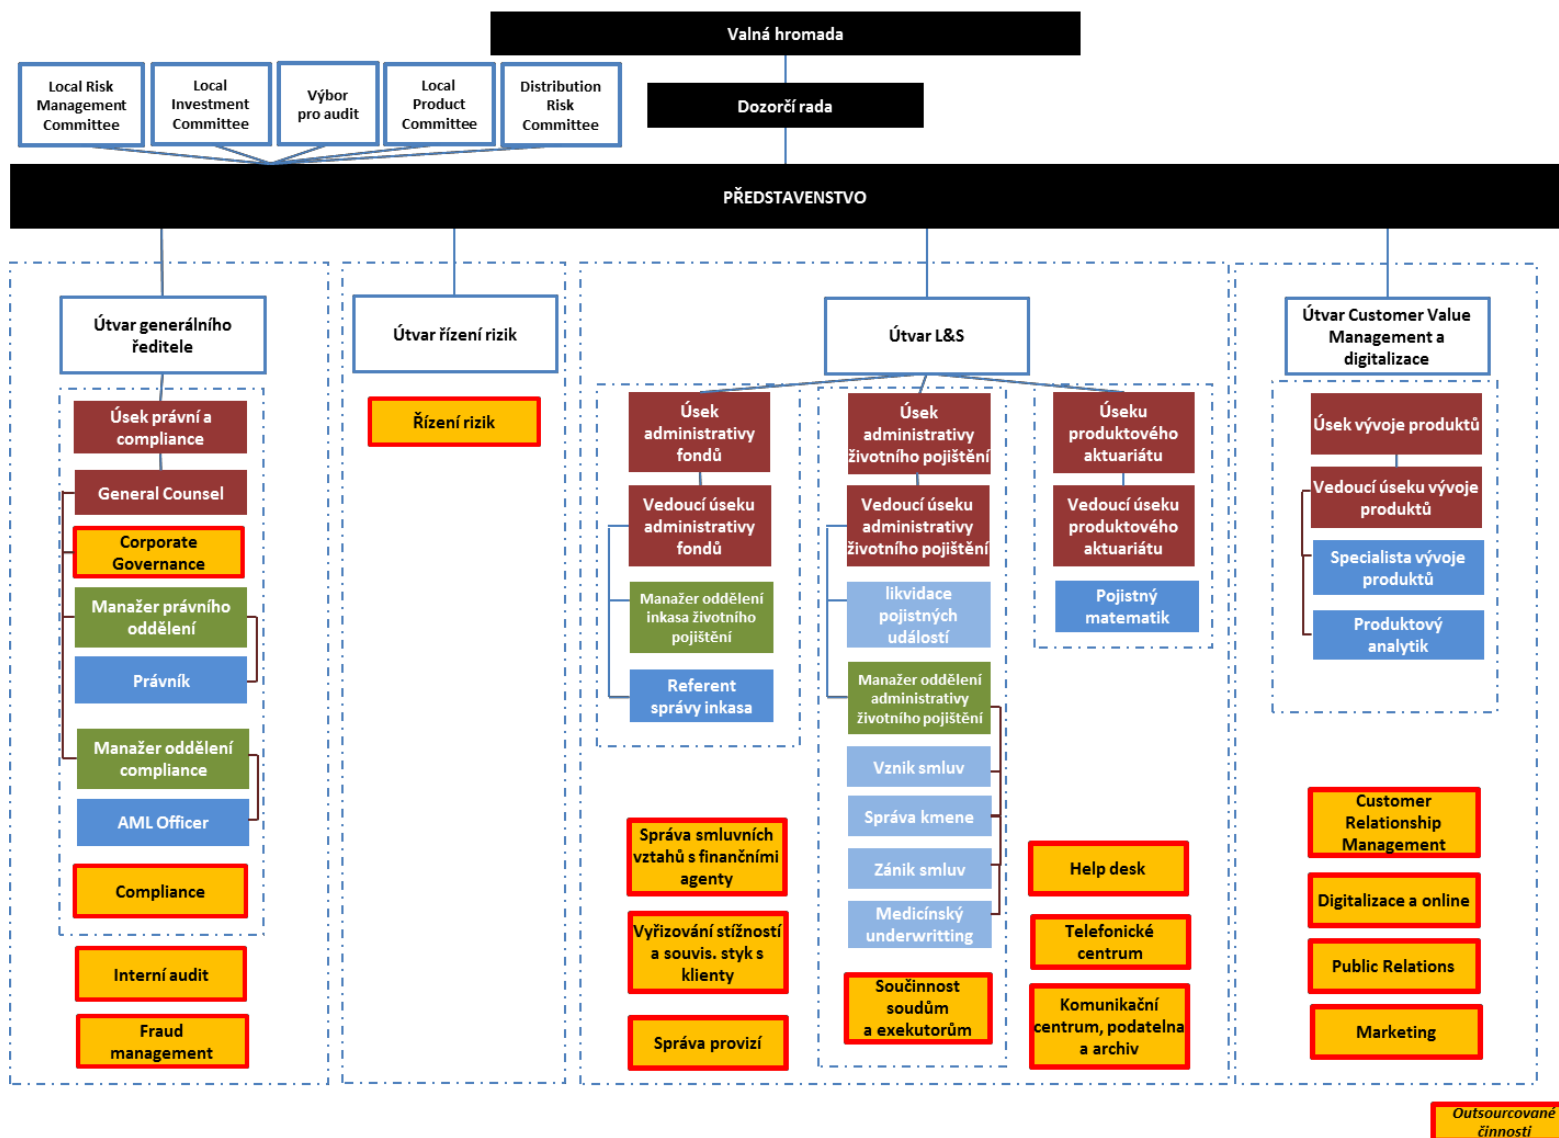 Valná hromada
Local Risk
Management
Committee
Local
Investment
Committee
Výbor
pro audit
Local
Product
Committee
Distribution
Risk
Committee
Dozorčí rada
PŘEDSTAVENSTVO
Útvar generálního
ředitele
Úsek právní a
compliance
General Counsel
Corporate
Governance
Manažer právního
oddělení
Právník
Manažer oddělení
compliance
AML Officer
Compliance
Interní audit
Fraud
management
Útvar řízení rizik
Řízení rizik
Útvar L&S
Úsek
administrativy
fondů
Vedoucí úseku
administrativy
fondů
Manažer oddělení
inkasa životního
pojištění
Referent
správy inkasa
Správa smluvních
vztahů s finančními
agenty
Vyřizování stížností
a souvis. styk s
klienty
Správa provizí
Úsek
administrativy
životního pojištění
Vedoucí úseku
administrativy
životního pojištění
likvidace
pojistných
událostí
Manažer oddělení
administrativy
životního pojištění
Vznik smluv
Správa kmene
Zánik smluv
Medicínský
underwritting
Součinnost
soudům
a exekutorům
Úseku
produktového
aktuariátu
Vedoucí úseku
produktového
aktuariátu
Pojistný
matematik
Help desk
Telefonické
centrum
Komunikační
centrum, podatelna
a archiv
Útvar Customer Value
Management a
digitalizace
Úsek vývoje produktů
Vedoucí úseku vývoje
produktů
Specialista vývoje
produktů
Produktový
analytik
Customer
Relationship
Management
Digitalizace a online
Public Relations
Marketing
Outsourcované
činnosti